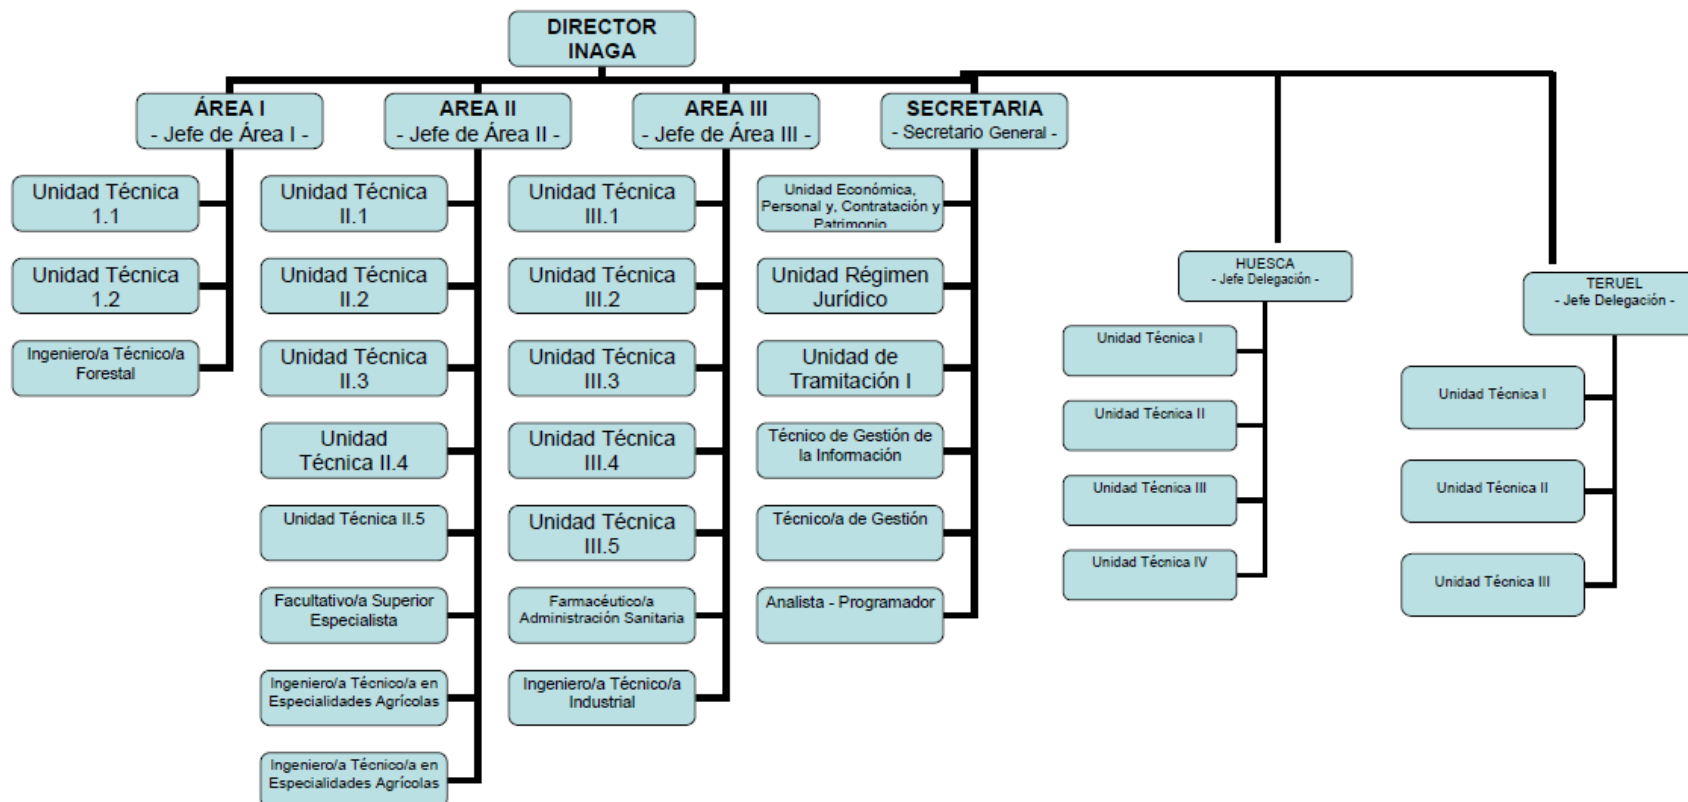 DIRECTOR
INAGA
ÁREA I
- Jefe de Área I -
AREA II
- Jefe de Área II -
AREA III
- Jefe de Área III -
SECRETARIA
- Secretario General -
Unidad Técnica
1.1
Unidad Técnica
1.2
Ingeniero/a Técnico/a
Forestal
Unidad Técnica
II.1
Unidad Técnica
II.2
Unidad Técnica
II.3
Unidad
Técnica II.4
Unidad Técnica II.5
Facultativo/a Superior
Especialista
Ingeniero/a Técnico/a en
Especialidades Agrícolas
Ingeniero/a Técnico/a en
Especialidades Agrícolas
Unidad Técnica
III.1
Unidad Técnica
III.2
Unidad Técnica
III.3
Unidad Técnica
III.4
Unidad Técnica
III.5
Farmacéutico/a
Administración Sanitaria
Ingeniero/a Técnico/a
Industrial
Unidad Económica,
Personal y, Contratación y
Patrimonio
Unidad Régimen
Jurídico
Unidad de
Tramitación I
Técnico de Gestión de
la Información
Técnico/a de Gestión
Analista - Programador
HUESCA
- Jefe Delegación -
Unidad Técnica I
Unidad Técnica II
Unidad Técnica III
Unidad Técnica IV
TERUEL
- Jefe Delegación -
Unidad Técnica I
Unidad Técnica II
Unidad Técnica III